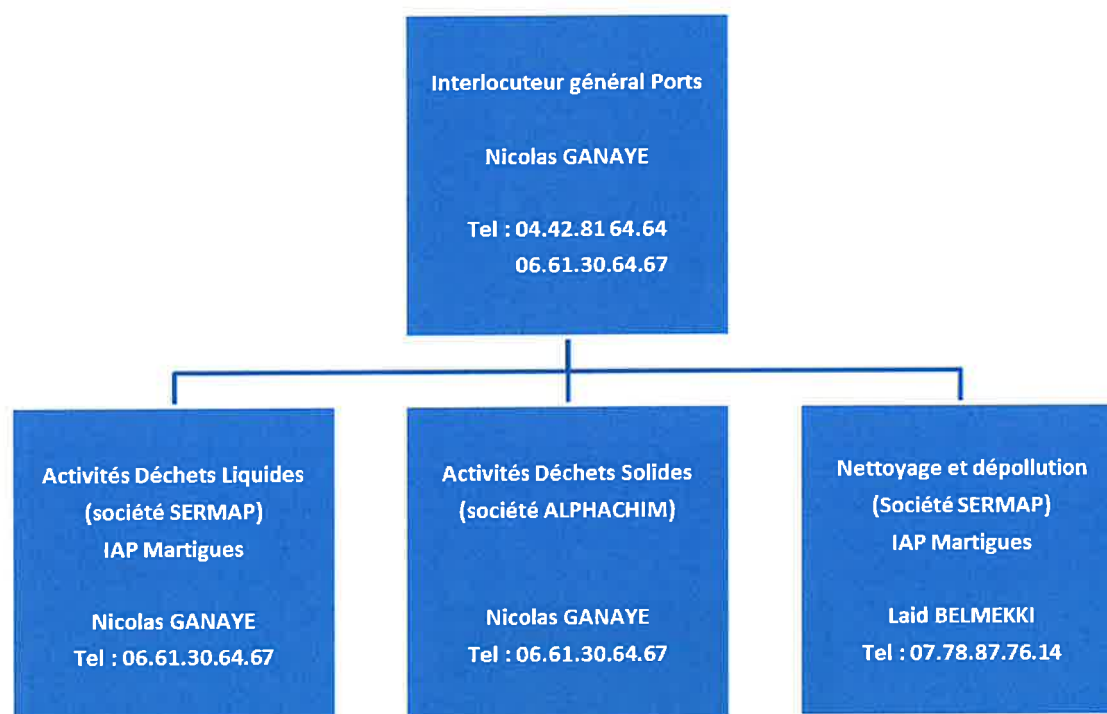 Interlocuteur général Ports
Nicolas GANAYE
Tel : 04.42.81 64.64
06.61.30.64.67
Activités Déchets Liquides
(société SERMAP)
IAP Martigues
Nicolas GANAYE
Tel : 06.61.30.64.67
Activités Déchets Solides
(société ALPHACHIM)
Nicolas GANAYE
Tel : 06.61.30.64.67
Nettoyage et dépollution
(Société SERMAP)
IAP Martigues
Laid BELMEKKI
Tel : 07.78.87.76.14